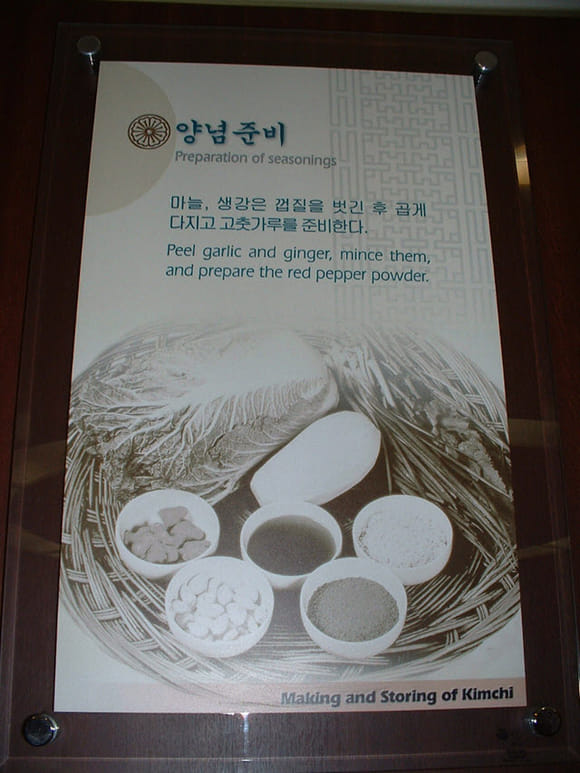 양념 준비
Preparation of seasonings
마늘, 생강은 껍질을 벗긴 후 곱게
다지고 고춧가루를 준비한다.
Peel garlic and ginger, mince them,
and prepare the red pepper powder.
Making and Storing of Kimchi